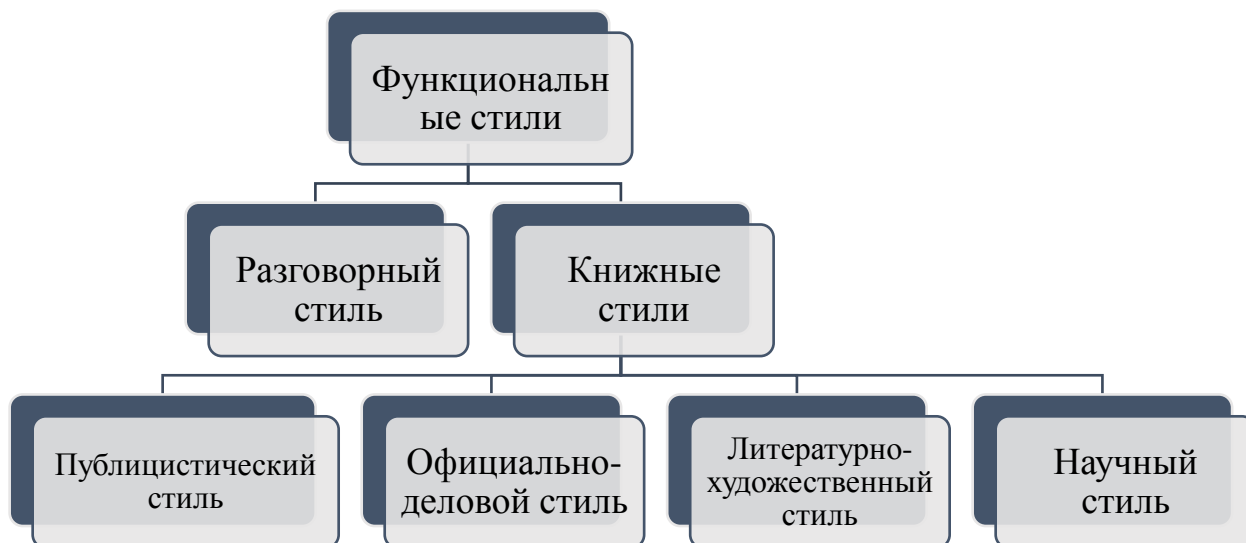 Функциональн
ые стили
Разговорный
стиль
Книжные
стили
Публицистический
стиль
Официально-
деловой стиль
Литературно-
художественный
стиль
Научный
стиль